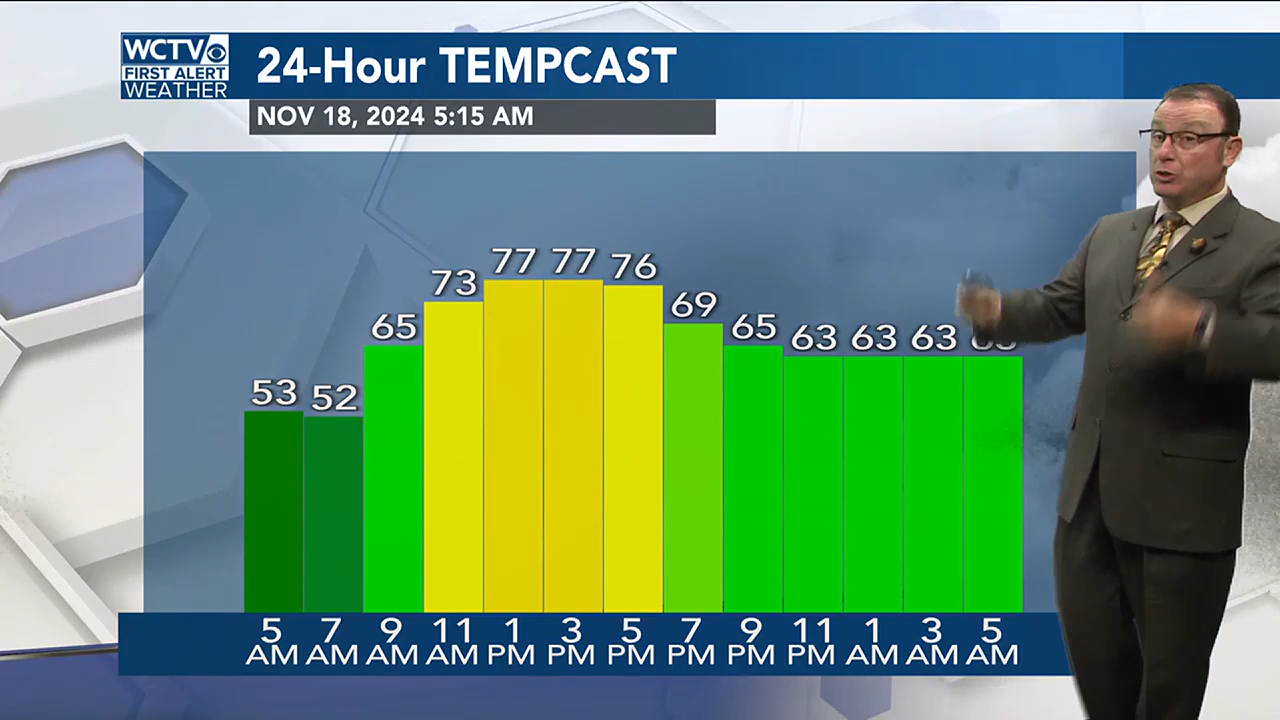 WCTV
FIRST ALERT
WEATHER
24-Hour TEMPCAST
NOV 18, 2024 5:15 AM
53 52 65 73 77 77 76 69 65 63 63 63
5 AM 7 AM 9 AM 11 AM 1 PM 3 PM 5 PM 7 PM 9 PM 11 PM 1 AM 3 AM 5 AM